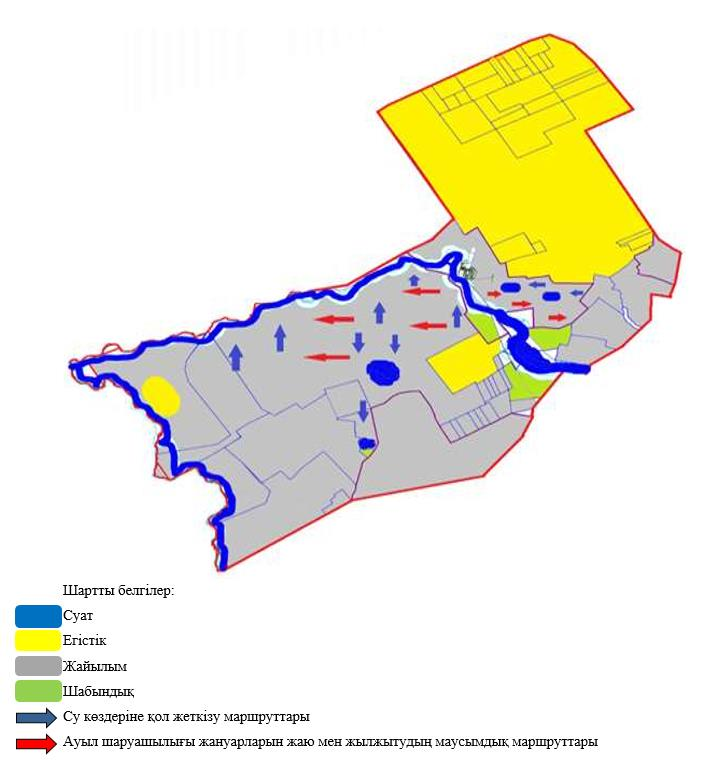 Шартты белгілер:
Суат
Егістік
Жайылым
Шабындық
Су көздеріне қол жеткізу маршруттары
Ауыл шаруашылығы жануарларын жаю мен жылжытудың маусымдық маршруттары